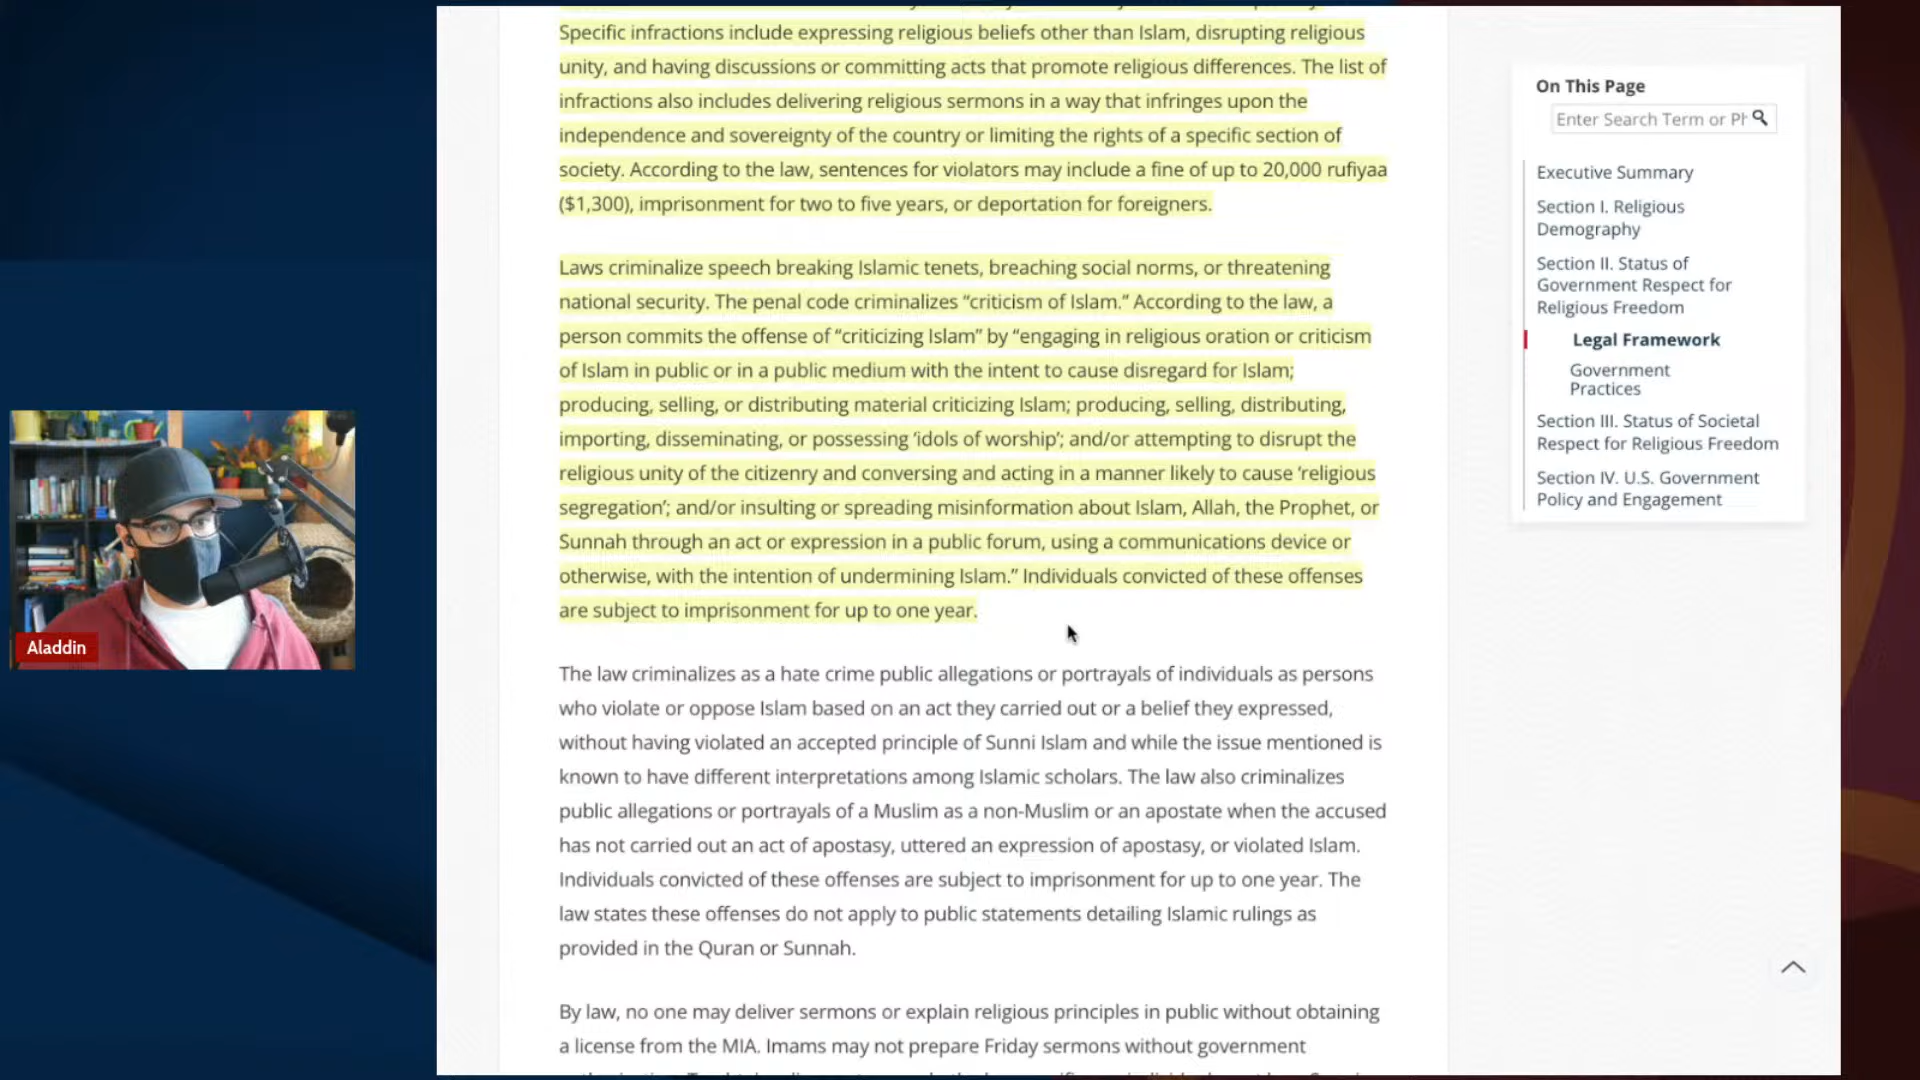 Specific infractions include expressing religious beliefs other than Islam, disrupting religious
unity, and having discussions or committing acts that promote religious differences. The list of
infractions also includes delivering religious sermons in a way that infringes upon the
independence and sovereignty of the country or limiting the rights of a specific section of
society. According to the law, sentences for violators may include a fine of up to 20,000 rufiyaa
($1,300), imprisonment for two to five years, or deportation for foreigners.
Laws criminalize speech breaking Islamic tenets, breaching social norms, or threatening
national security. The penal code criminalizes “criticism of Islam.” According to the law, a
person commits the offense of “criticizing Islam” by “engaging in religious oration or criticism
of Islam in public or in a public medium with the intent to cause disregard for Islam;
producing, selling, or distributing material criticizing Islam; producing, selling, distributing,
importing, disseminating, or possessing ‘idols of worship’; and/or attempting to disrupt the
religious unity of the citizenry and conversing and acting in a manner likely to cause ‘religious
segregation’; and/or insulting or spreading misinformation about Islam, Allah, the Prophet, or
Sunnah through an act or expression in a public forum, using a communications device or
otherwise, with the intention of undermining Islam.” Individuals convicted of these offenses
are subject to imprisonment for up to one year.
The law criminalizes as a hate crime public allegations or portrayals of individuals as persons
who violate or oppose Islam based on an act they carried out or a belief they expressed,
without having violated an accepted principle of Sunni Islam and while the issue mentioned is
known to have different interpretations among Islamic scholars. The law also criminalizes
public allegations or portrayals of a Muslim as a non-Muslim or an apostate when the accused
has not carried out an act of apostasy, uttered an expression of apostasy, or violated Islam.
Individuals convicted of these offenses are subject to imprisonment for up to one year. The
law states these offenses do not apply to public statements detailing Islamic rulings as
provided in the Quran or Sunnah.
By law, no one may deliver sermons or explain religious principles in public without obtaining
a license from the MIA. Imams may not prepare Friday sermons without government
On This Page
Enter Search Term or Ph
Executive Summary
Section I. Religious
Demography
Section II. Status of
Government Respect for
Religious Freedom
Legal Framework
Government
Practices
Section III. Status of Societal
Respect for Religious Freedom
Section IV. U.S. Government
Policy and Engagement
Aladdin